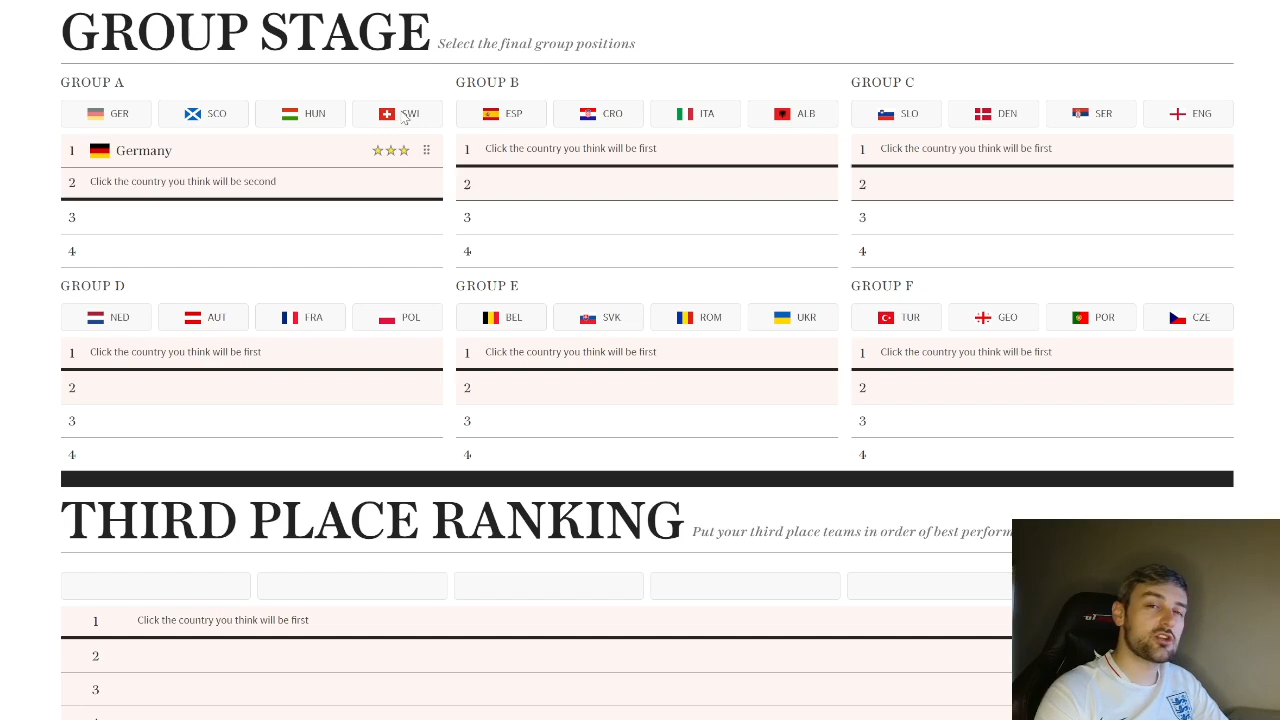 GROUP STAGE Select the final group positions
GROUP A
GER SCO HUN SWI
1 Germany
2 Click the country you think will be second
3
4
GROUP B
ESP CRO ITA ALB
1 Click the country you think will be first
2
3
4
GROUP C
SLO DEN SER ENG
1 Click the country you think will be first
2
3
4
GROUP D
NED AUT FRA POL
1 Click the country you think will be first
2
3
4
GROUP E
BEL SVK ROM UKR
1 Click the country you think will be first
2
3
4
GROUP F
TUR GEO POR CZE
1 Click the country you think will be first
2
3
4
THIRD PLACE RANKING Put your third place teams in order of best perform
1 Click the country you think will be first
2
3